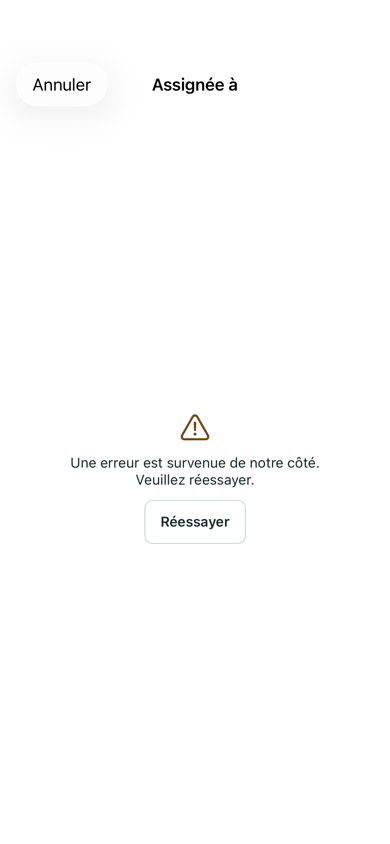 Annuler
Assignée à
Une erreur est survenue de notre côté.
Veuillez réessayer.
Réessayer